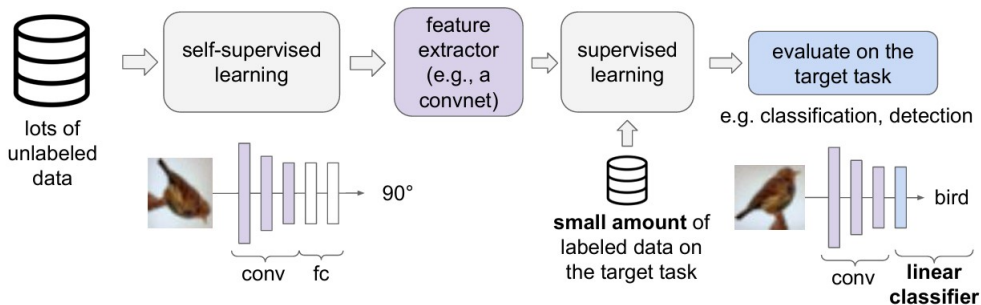 lots of
unlabeled
data
self-supervised
learning
feature
extractor
(e.g., a
convnet)
supervised
learning
evaluate on the
target task
e.g. classification, detection
90°
conv
fc
small amount of
labeled data on
the target task
bird
conv
linear
classifier